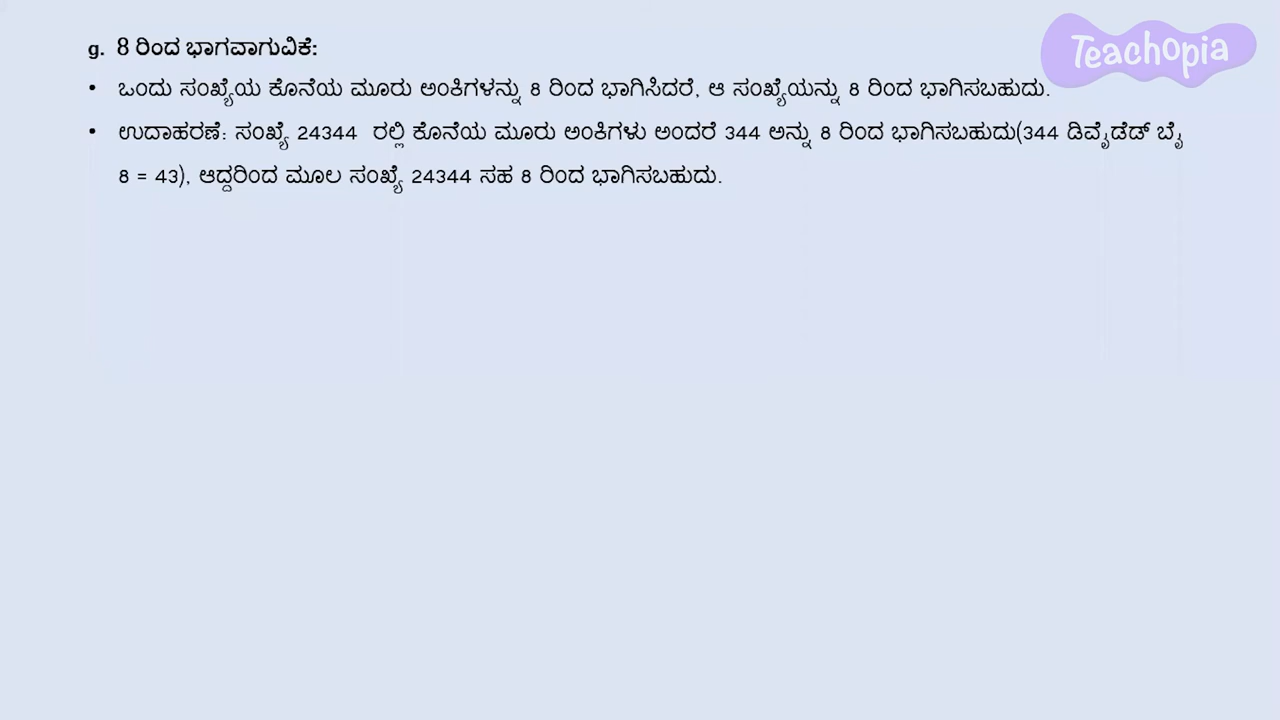 g. 8 ರಿಂದ ಭಾಗವಾಗುವಿಕೆ:
Teachopia
• ಒಂದು ಸಂಖ್ಯೆಯ ಕೊನೆಯ ಮೂರು ಅಂಕಿಗಳನ್ನು 8 ರಿಂದ ಭಾಗಿಸಿದರೆ, ಆ ಸಂಖ್ಯೆಯನ್ನು 8 ರಿಂದ ಭಾಗಿಸಬಹುದು.
• ಉದಾಹರಣೆ: ಸಂಖ್ಯೆ 24344 ರಲ್ಲಿ ಕೊನೆಯ ಮೂರು ಅಂಕಿಗಳು ಅಂದರೆ 344 ಅನ್ನು 8 ರಿಂದ ಭಾಗಿಸಬಹುದು(344 ಡಿವೈಡೆಡ್ ಬೈ
8 = 43), ಆದ್ದರಿಂದ ಮೂಲ ಸಂಖ್ಯೆ 24344 ಸಹ 8 ರಿಂದ ಭಾಗಿಸಬಹುದು.